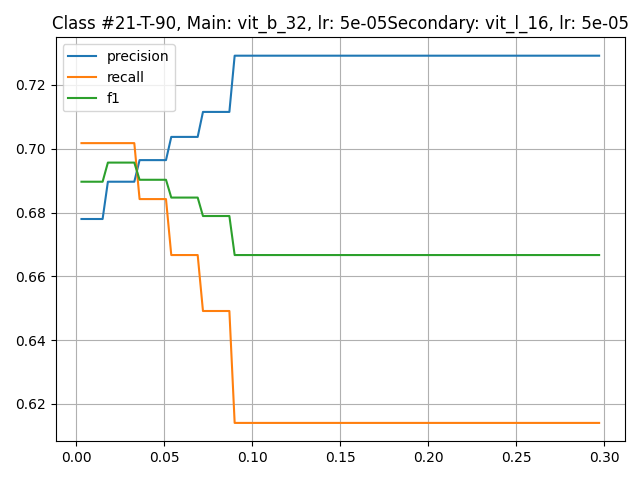 Class #21-T-90, Main: vit_b_32, lr: 5e-05Secondary: vit_l_16, lr: 5e-05
precision
recall
f1
0.72
0.70
0.68
0.66
0.64
0.62
0.00 0.05 0.10 0.15 0.20 0.25 0.30